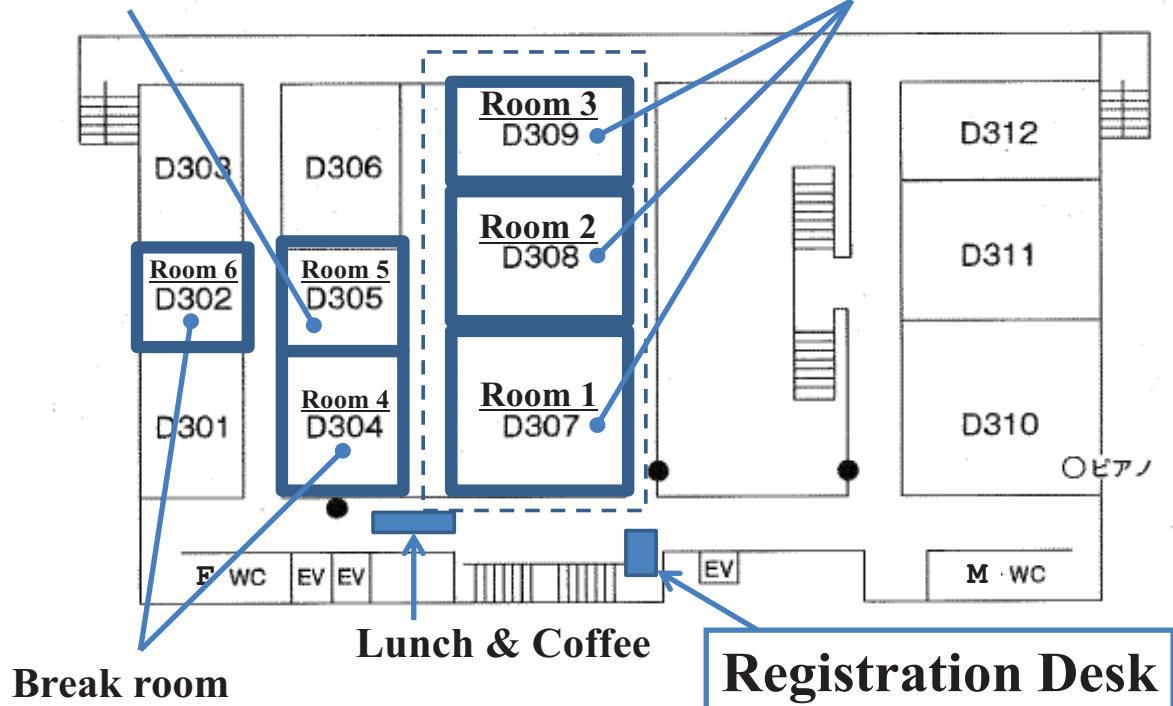 Room 3
D309
D312
D303
D306
Room 2
D308
D311
Room 6
D302
Room 5
D305
Room 1
D307
Room 4
D304
D301
D310
ピアノ
F WC
EV
EV
EV
M · WC
Lunch & Coffee
Registration Desk
Break room